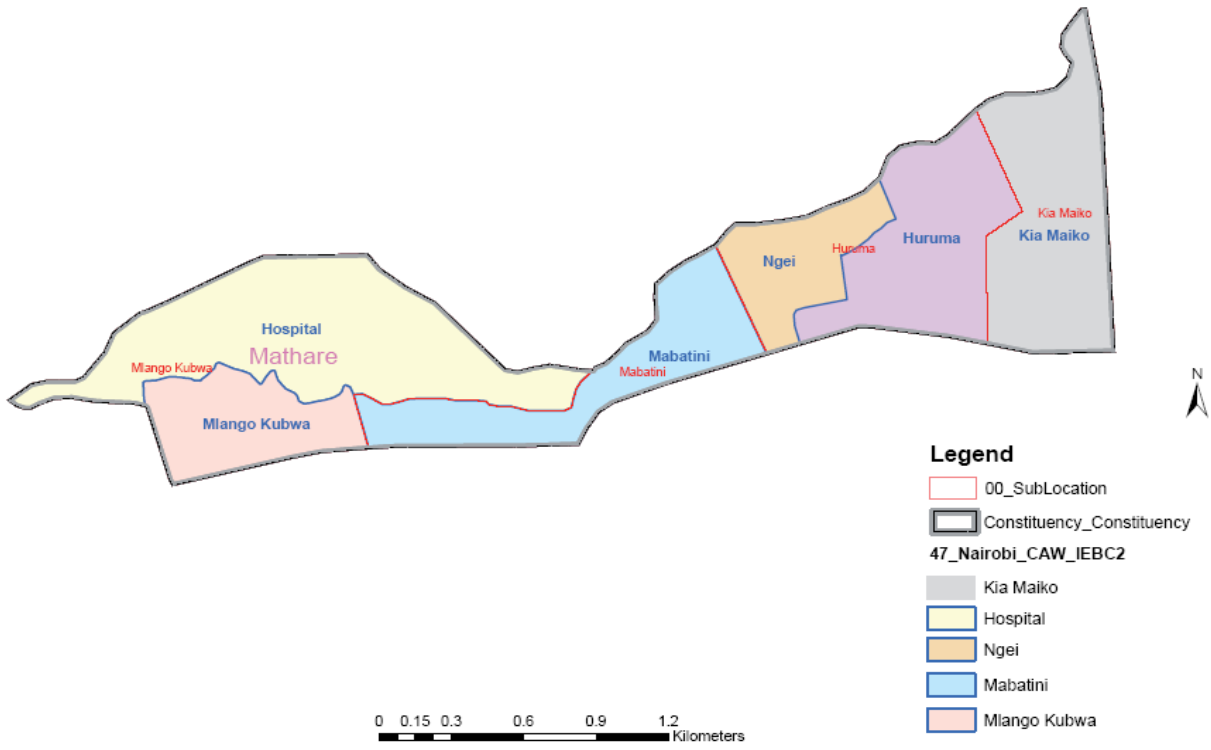 Kia Maiko
Kia Maiko
Huruma
Huruma
Ngei
Mabatini
Mabatini
Hospital
Mathare
Mlango Kubwa
Mlango Kubwa
N
Legend
00_SubLocation
Constituency_Constituency
47_Nairobi_CAW_IEBC2
Kia Maiko
Hospital
Ngei
Mabatini
Mlango Kubwa
0 0.15 0.3 0.6 0.9 1.2
Kilometers